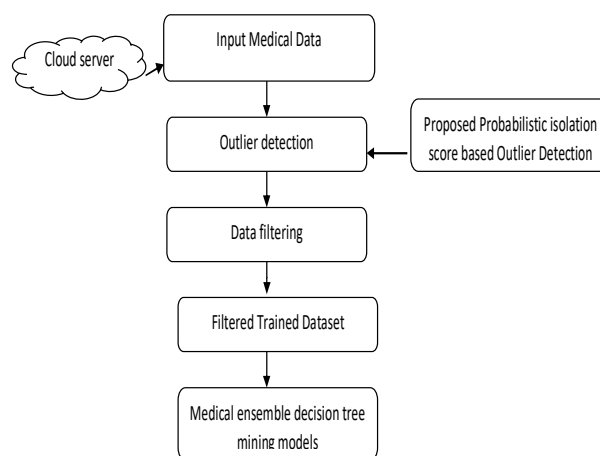 Input Medical Data
Cloud server
Outlier detection
Proposed Probabilistic isolation
score based Outlier Detection
Data filtering
Filtered Trained Dataset
Medical ensemble decision tree
mining models